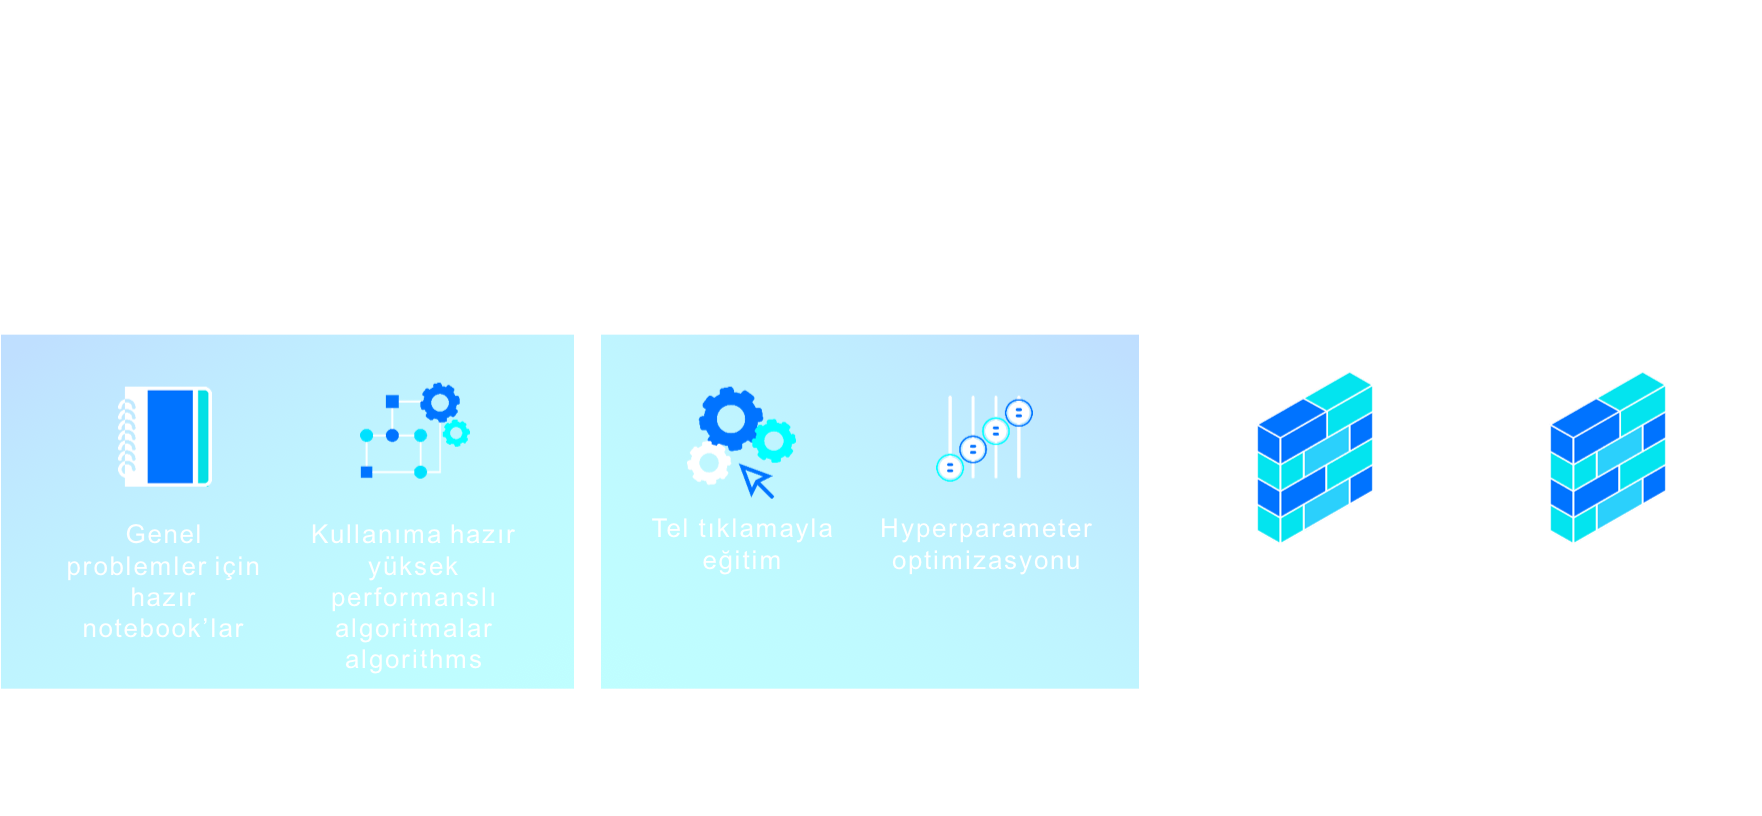 Genel
problemler için
hazır
notebook’lar
Kullanıma hazır
yüksek
performanslı
algoritmalar
algorithms
Tel tıklamayla
eğitim
Hyperparameter
optimizasyonu